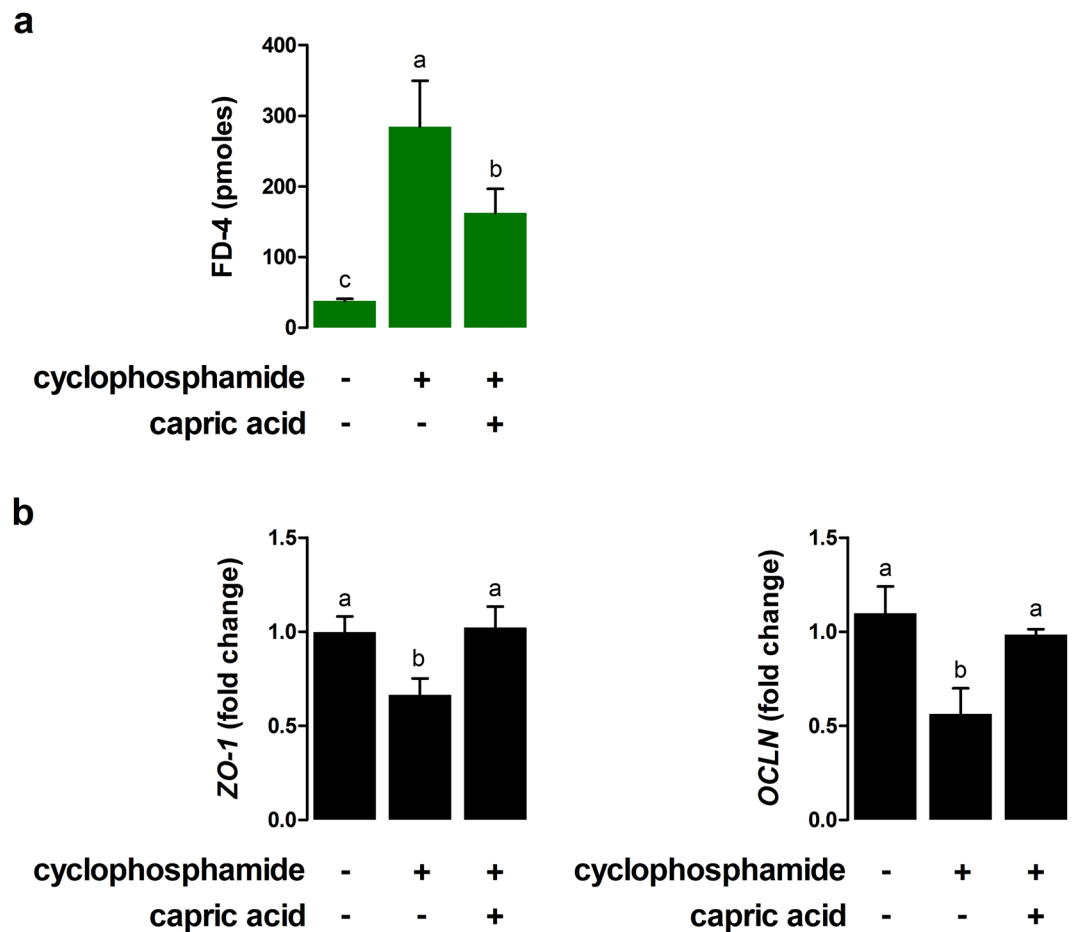 a
FD-4 (pmoles)
400
300
200
100
0
c
a
b
cyclophosphamide - + +
capric acid - - +
b
ZO-1 (fold change)
1.5
1.0
0.5
0.0
a
b
a
cyclophosphamide - + +
capric acid - - +
OCLN (fold change)
1.5
1.0
0.5
0.0
a
b
a
cyclophosphamide - + +
capric acid - - +